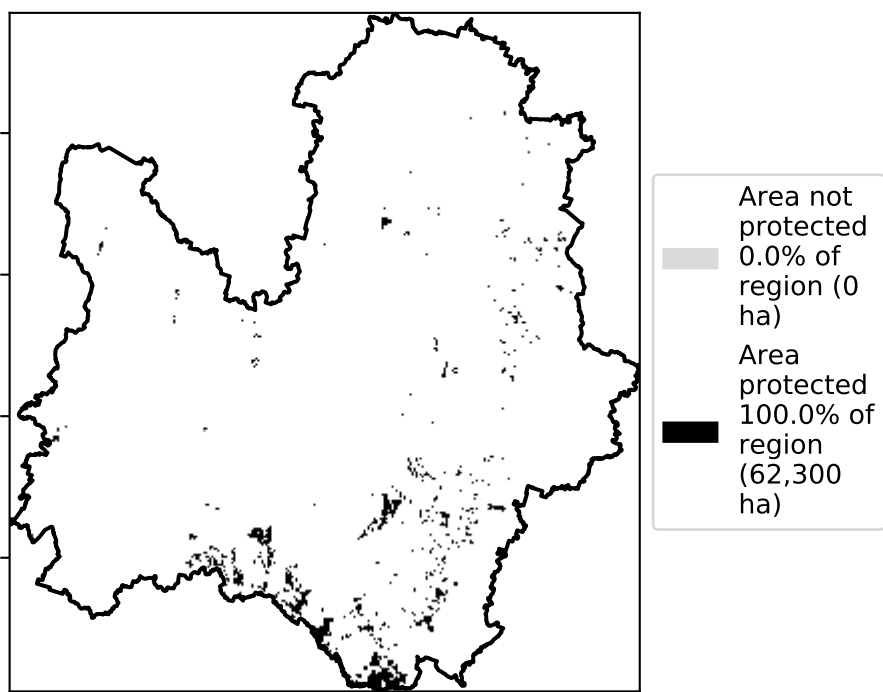 Area not
protected
0.0% of
region (0
ha)
Area
protected
100.0% of
region
(62,300
ha)